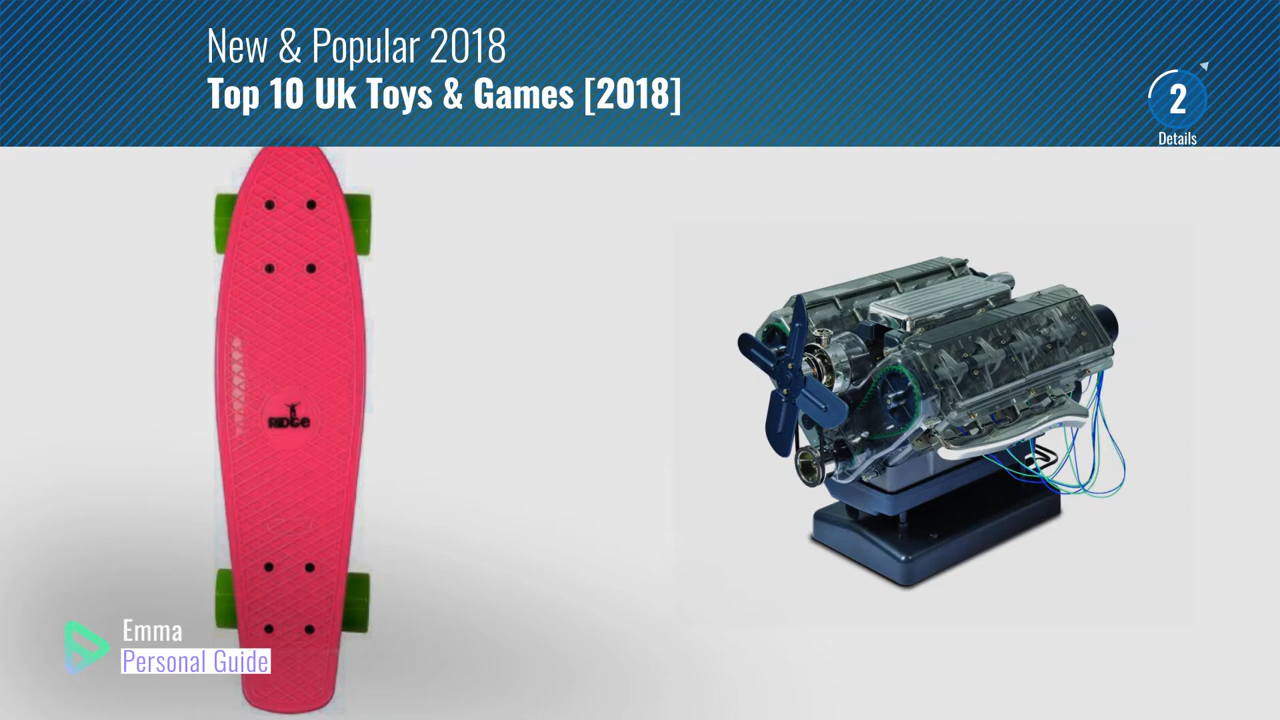 New & Popular 2018
Top 10 Uk Toys & Games [2018]
2
Details
RIDGE
Emma
Personal Guide